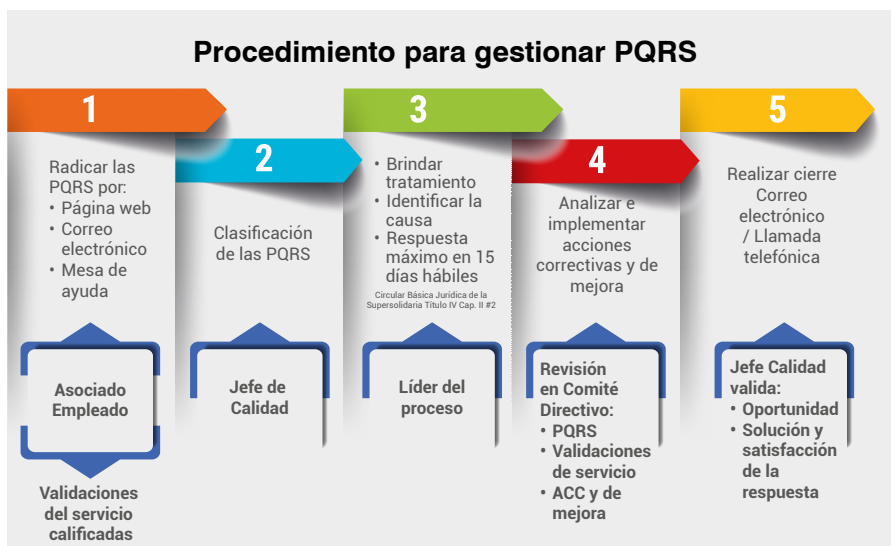 Procedimiento para gestionar PQRS
1
Radicar las
PQRS por:
• Página web
• Correo
electrónico
• Mesa de
ayuda
Asociado
Empleado
Validaciones
del servicio
calificadas
2
Clasificación
de las PQRS
Jefe de
Calidad
3
• Brindar
tratamiento
• Identificar la
causa
• Respuesta
máximo en 15
días hábiles
Circular Básica Jurídica de la
Supersolidaria Título IV Cap. II #2
Líder del
proceso
4
Analizar e
implementar
acciones
correctivas y de
mejora
Revisión
en Comité
Directivo:
• PQRS
• Validaciones
de servicio
• ACC y de
mejora
5
Realizar cierre
Correo
electrónico
/ Llamada
telefónica
Jefe Calidad
valida:
• Oportunidad
• Solución y
satisfacción
de la
respuesta